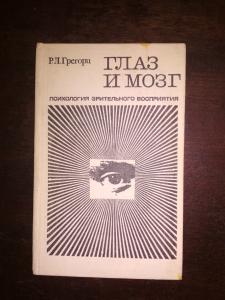 Р.Л.Грегори
ГЛАЗ
И МОЗГ
ПСИХОЛОГИЯ ЗРИТЕЛЬНОГО ВОСПРИЯТИЯ